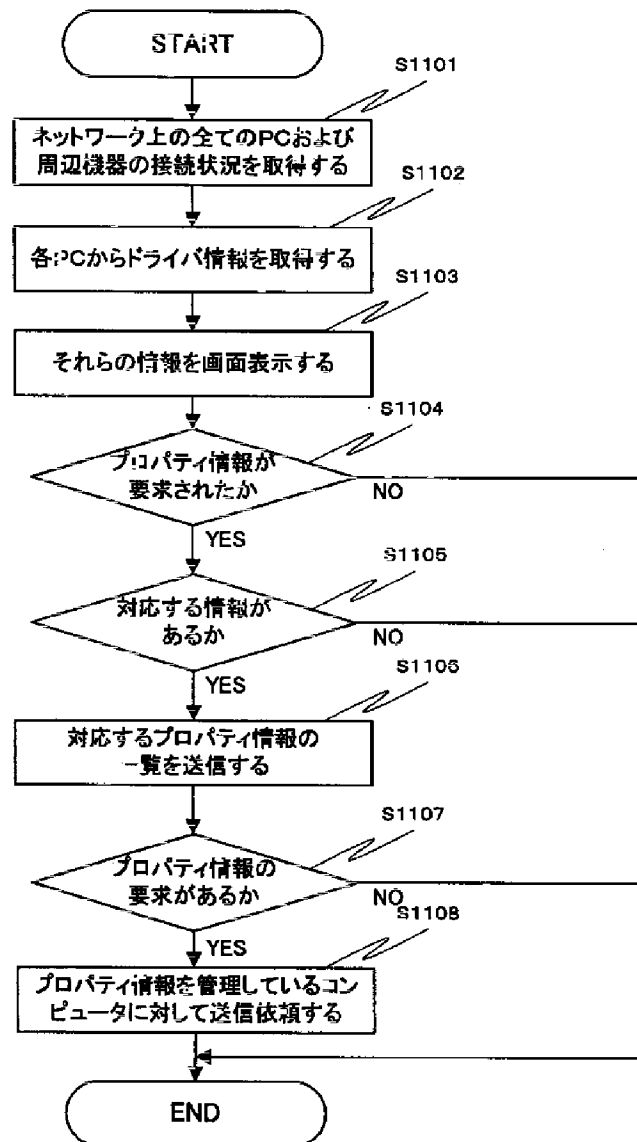 START
S1101
ネットワーク上の全てのPCおよび
周辺機器の接続状況を取得する
S1102
各PCからドライバ情報を取得する
S1103
それらの情報を画面表示する
S1104
プロパティ情報が
要求されたか
NO
YES
S1105
対応する情報が
あるか
NO
YES
S1106
対応するプロパティ情報の
一覧を送信する
S1107
プロパティ情報の
要求があるか
NO
S1108
YES
プロパティ情報を管理しているコン
ピュータに対して送信依頼する
END